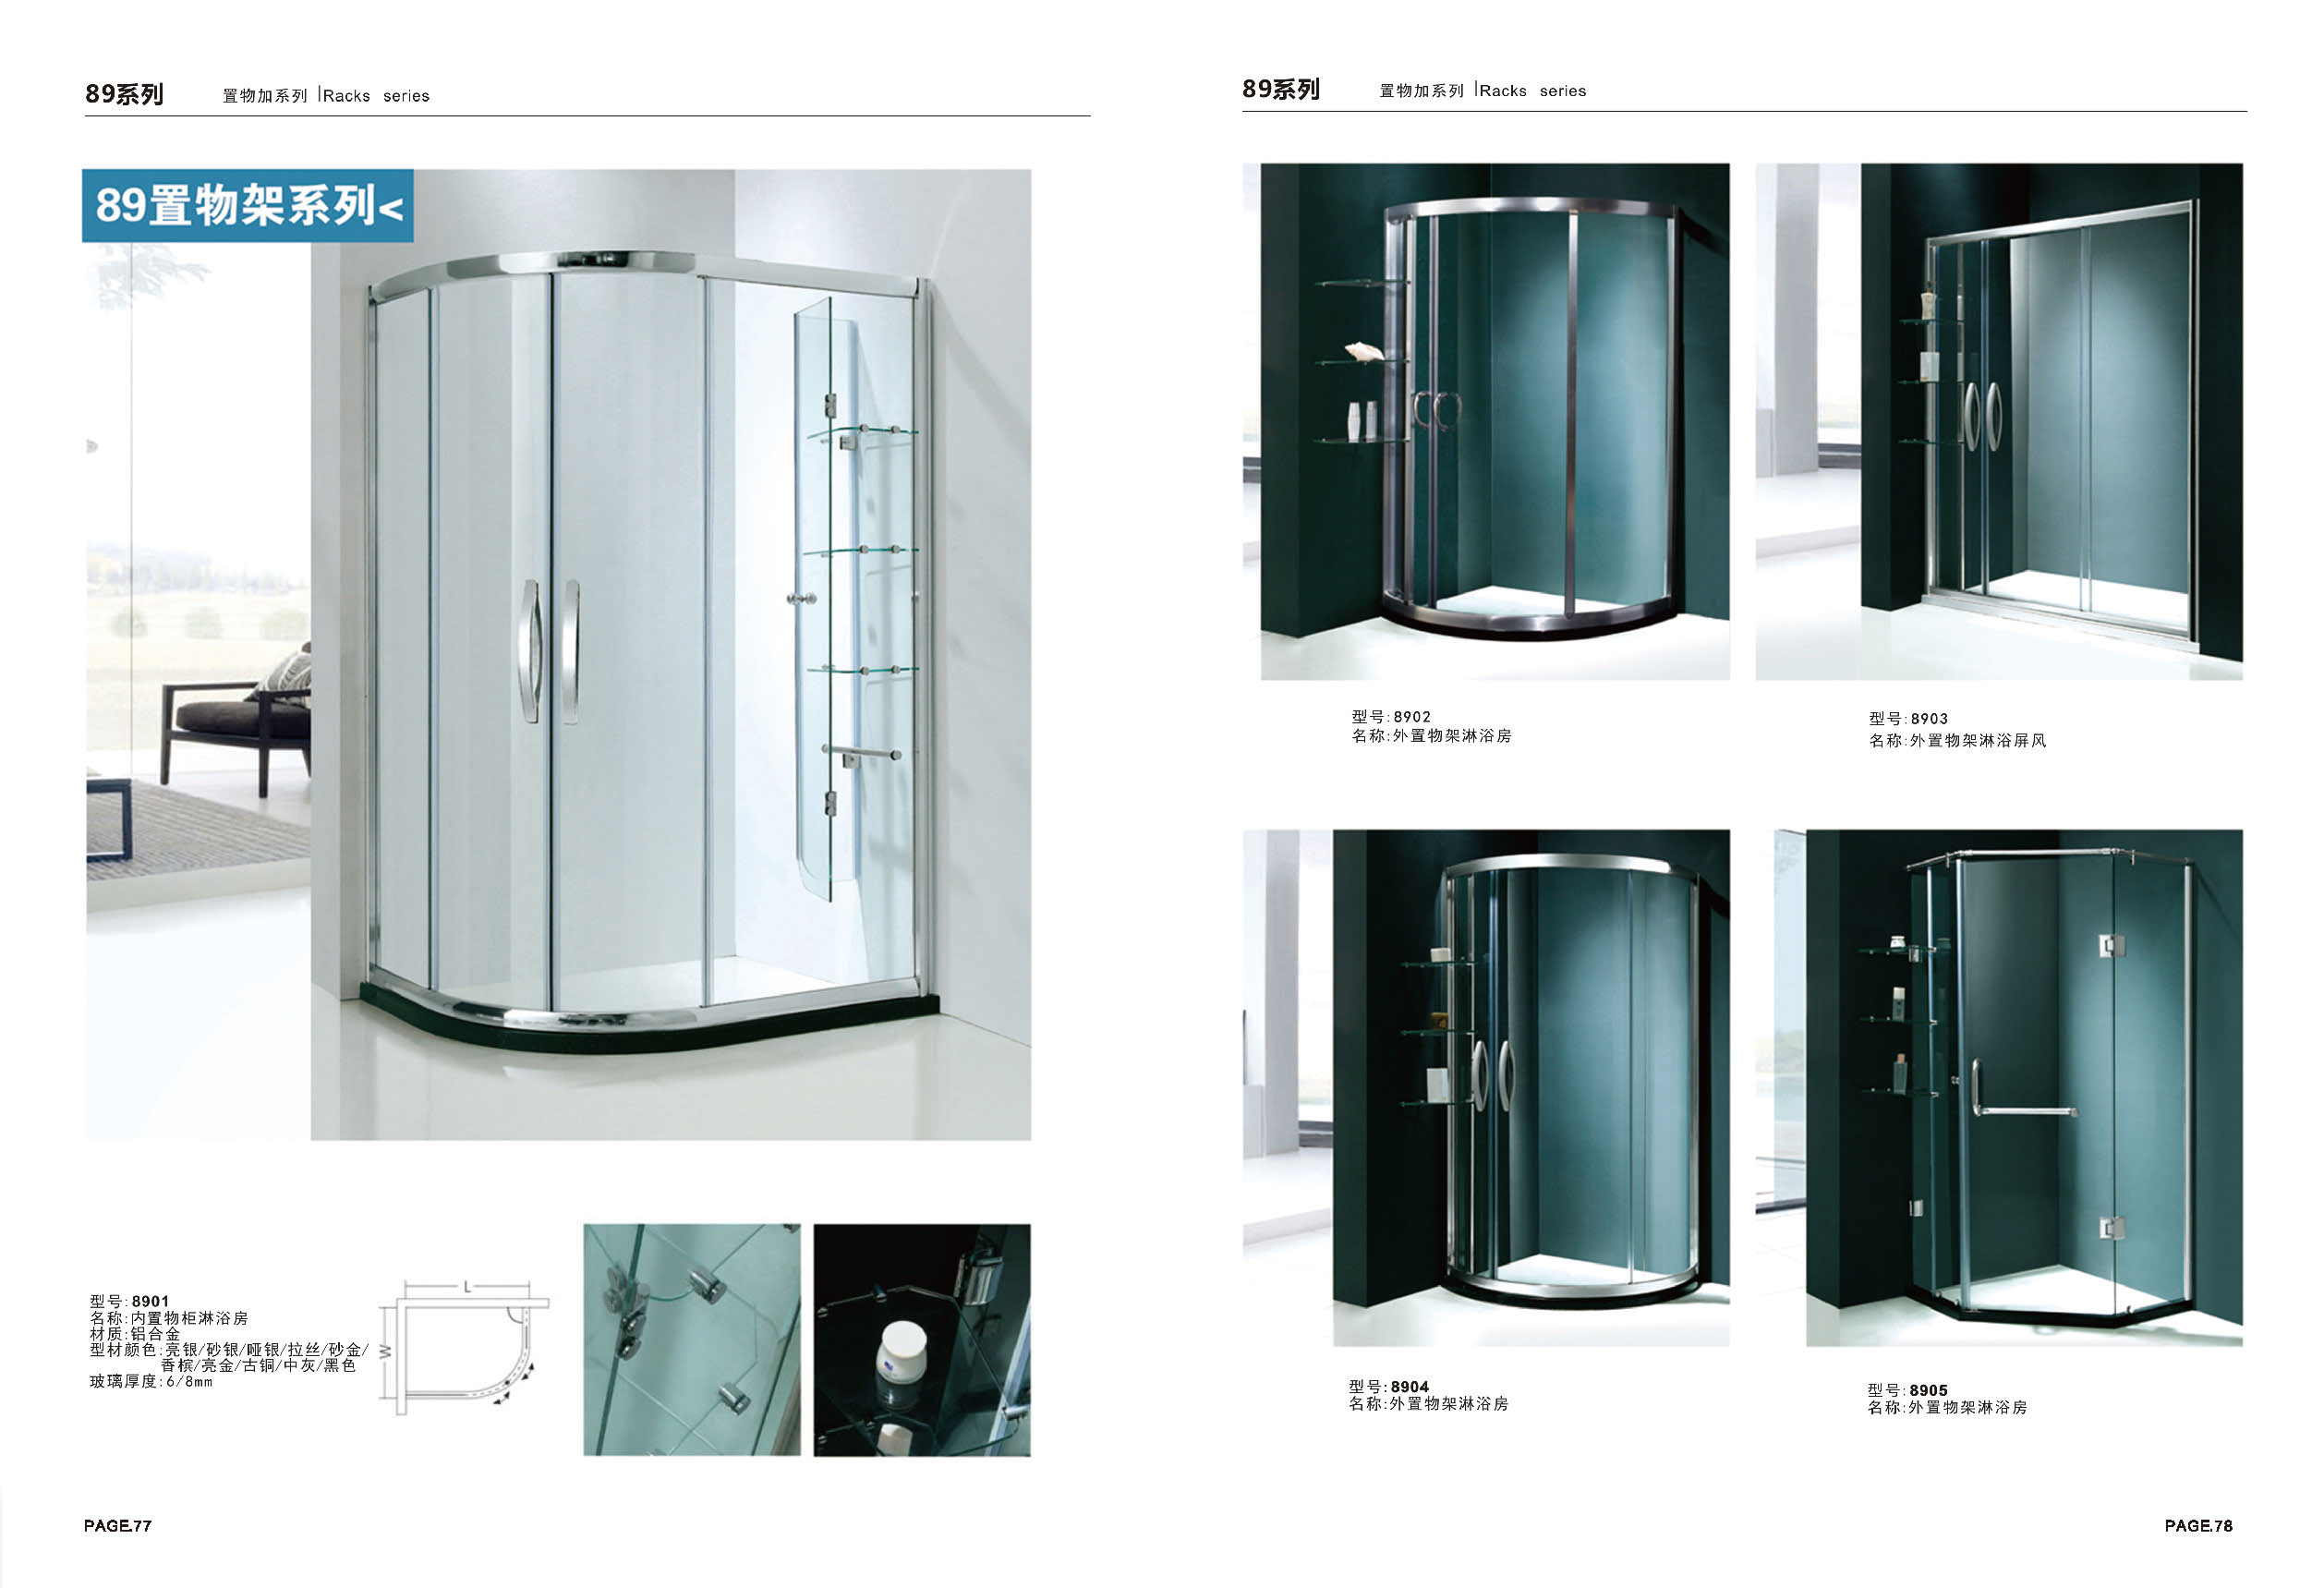 89系列 置物加系列 Racks series
89置物架系列<
L
W
型号:8901
名称:内置物柜淋浴房
材质:铝合金
型材颜色:亮银/砂银/哑银/拉丝/砂金/
香槟/亮金/古铜/中灰/黑色
玻璃厚度:6/8mm
PAGE.77
89系列 置物加系列 Racks series
型号:8902
名称:外置物架淋浴房
型号:8903
名称:外置物架淋浴屏风
型号:8904
名称:外置物架淋浴房
型号:8905
名称:外置物架淋浴房
PAGE.78